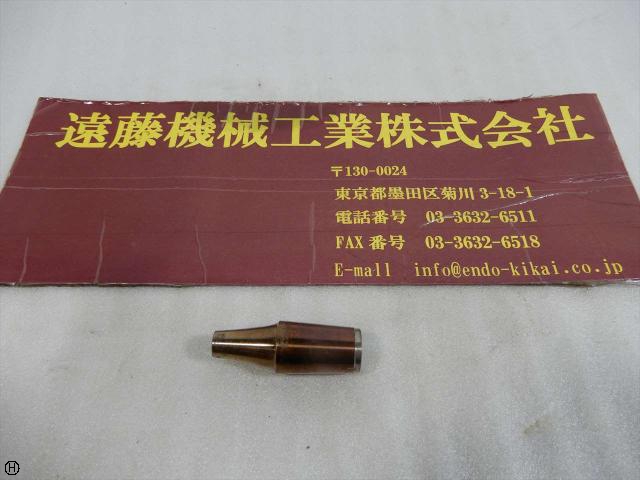 遠藤機械工業株式会社
〒130-0024
東京都墨田区菊川 3-18-1
電話番号 03-3632-6511
FAX 番号 03-3632-6518
E-mall info@endo-kikai.co.jp
H